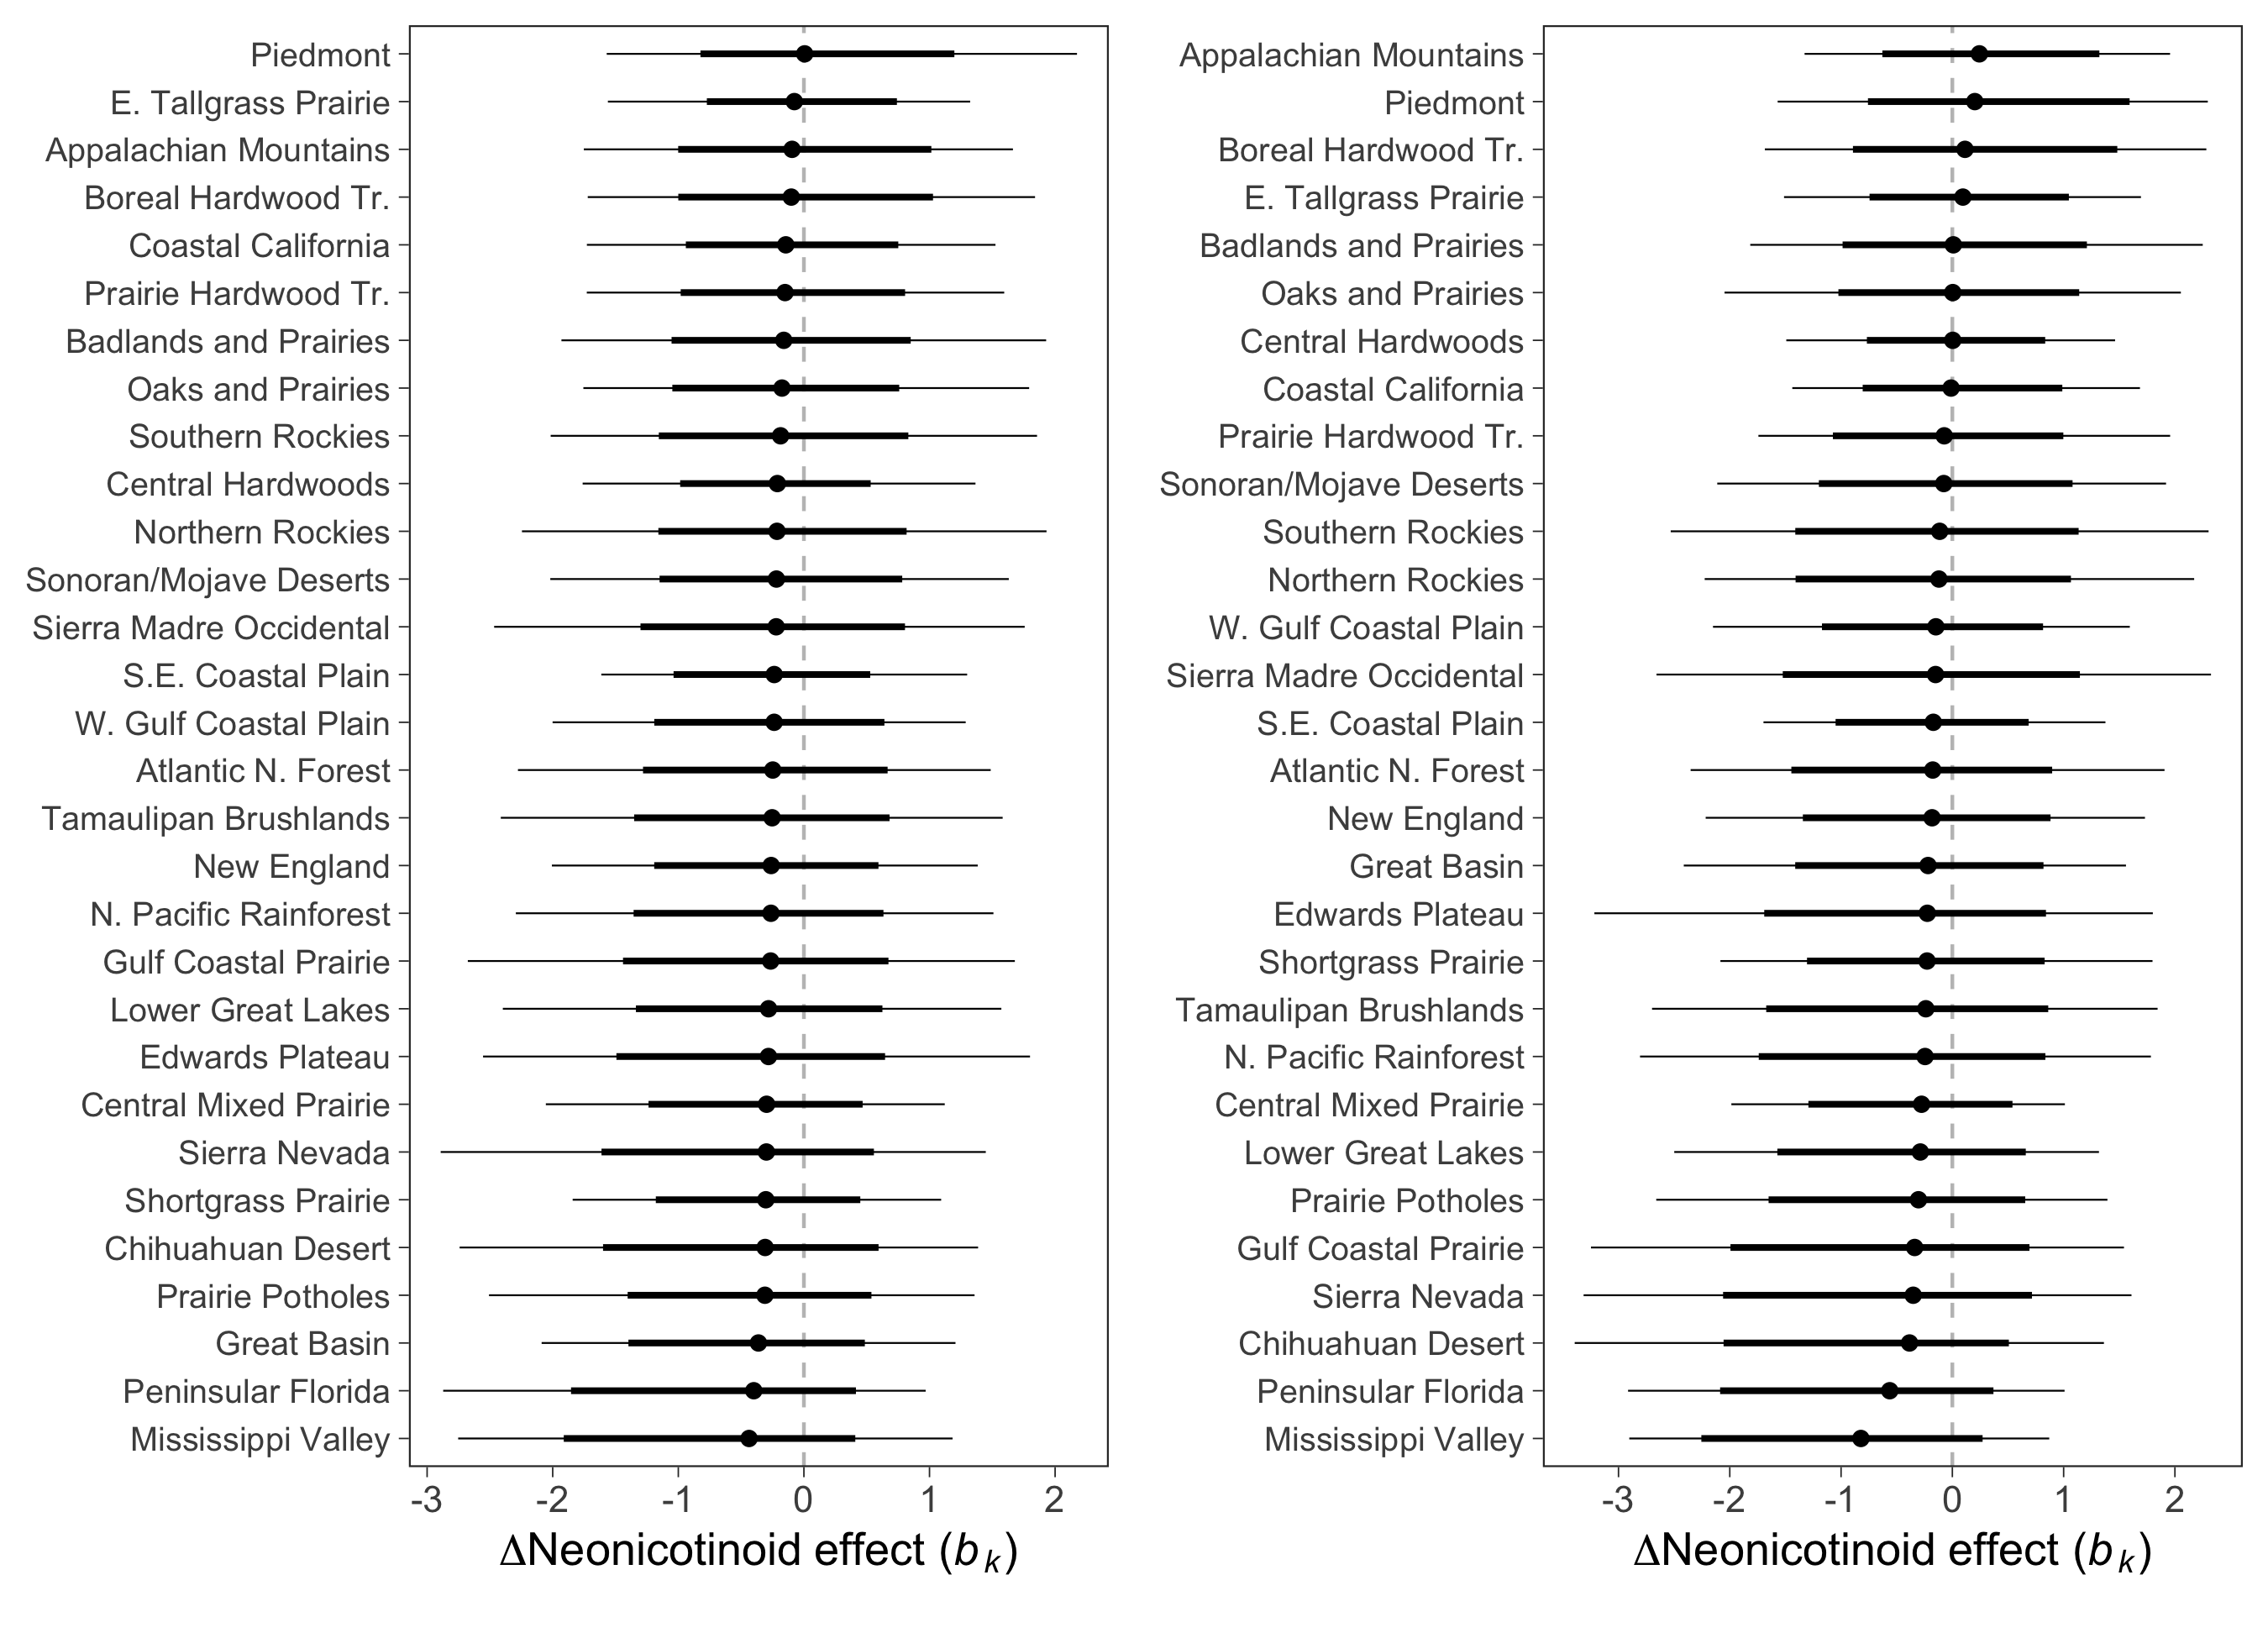 Piedmont
E. Tallgrass Prairie
Appalachian Mountains
Boreal Hardwood Tr.
Coastal California
Prairie Hardwood Tr.
Badlands and Prairies
Oaks and Prairies
Southern Rockies
Central Hardwoods
Northern Rockies
Sonoran/Mojave Deserts
Sierra Madre Occidental
S.E. Coastal Plain
W. Gulf Coastal Plain
Atlantic N. Forest
Tamaulipan Brushlands
New England
N. Pacific Rainforest
Gulf Coastal Prairie
Lower Great Lakes
Edwards Plateau
Central Mixed Prairie
Sierra Nevada
Shortgrass Prairie
Chihuahuan Desert
Prairie Potholes
Great Basin
Peninsular Florida
Mississippi Valley
-3 -2 -1 0 1 2
ΔNeonicotinoid effect (b k)
Appalachian Mountains
Piedmont
Boreal Hardwood Tr.
E. Tallgrass Prairie
Badlands and Prairies
Oaks and Prairies
Central Hardwoods
Coastal California
Prairie Hardwood Tr.
Sonoran/Mojave Deserts
Southern Rockies
Northern Rockies
W. Gulf Coastal Plain
Sierra Madre Occidental
S.E. Coastal Plain
Atlantic N. Forest
New England
Great Basin
Edwards Plateau
Shortgrass Prairie
Tamaulipan Brushlands
N. Pacific Rainforest
Central Mixed Prairie
Lower Great Lakes
Prairie Potholes
Gulf Coastal Prairie
Sierra Nevada
Chihuahuan Desert
Peninsular Florida
Mississippi Valley
-3 -2 -1 0 1 2
ΔNeonicotinoid effect (b k)